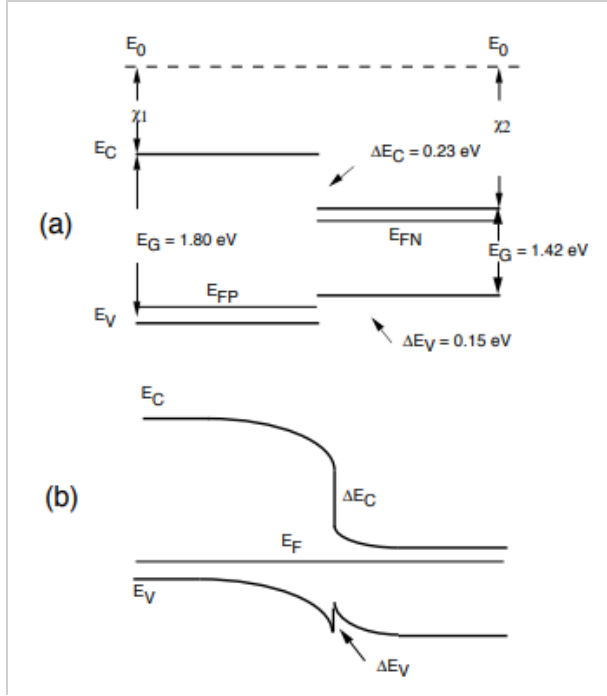 E0 E0
χ1
χ2
EC
ΔEC = 0.23 eV
(a)
EG = 1.80 eV
EFN
EG = 1.42 eV
EFP
EV
ΔEV = 0.15 eV
EC
(b)
ΔEC
EF
EV
ΔEV